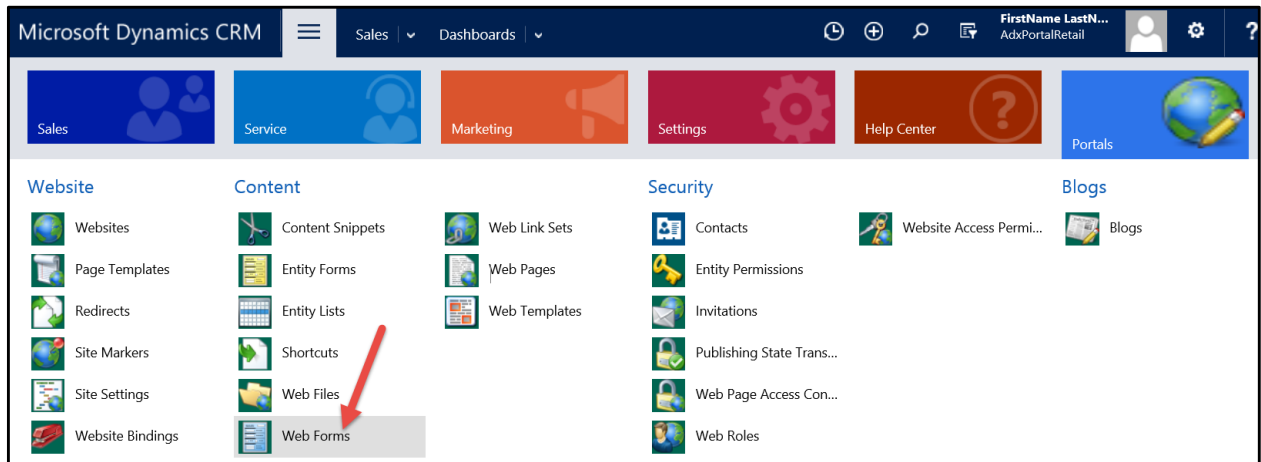 Microsoft Dynamics CRM
Sales
Dashboards
FirstName LastN...
AdxPortalRetail
?
Sales
Service
Marketing
Settings
?
Help Center
Portals
Website
Content
Security
Blogs
Websites
Content Snippets
Web Link Sets
Contacts
Website Access Permi...
Blogs
Page Templates
Entity Forms
Web Pages
Entity Permissions
Redirects
Entity Lists
Web Templates
Invitations
Site Markers
Shortcuts
Publishing State Trans...
Site Settings
Web Files
Web Page Access Con...
Website Bindings
Web Forms
Web Roles